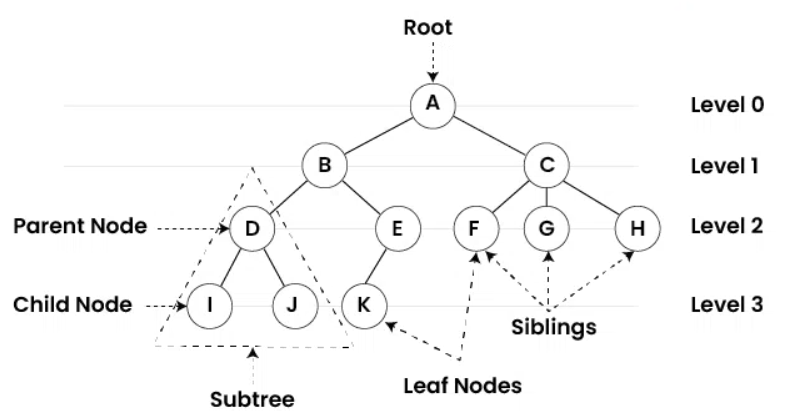 Root
A
Level 0
B
C
Level 1
Parent Node
D
E
F
G
H
Level 2
Child Node
I
J
K
Level 3
Siblings
Leaf Nodes
Subtree